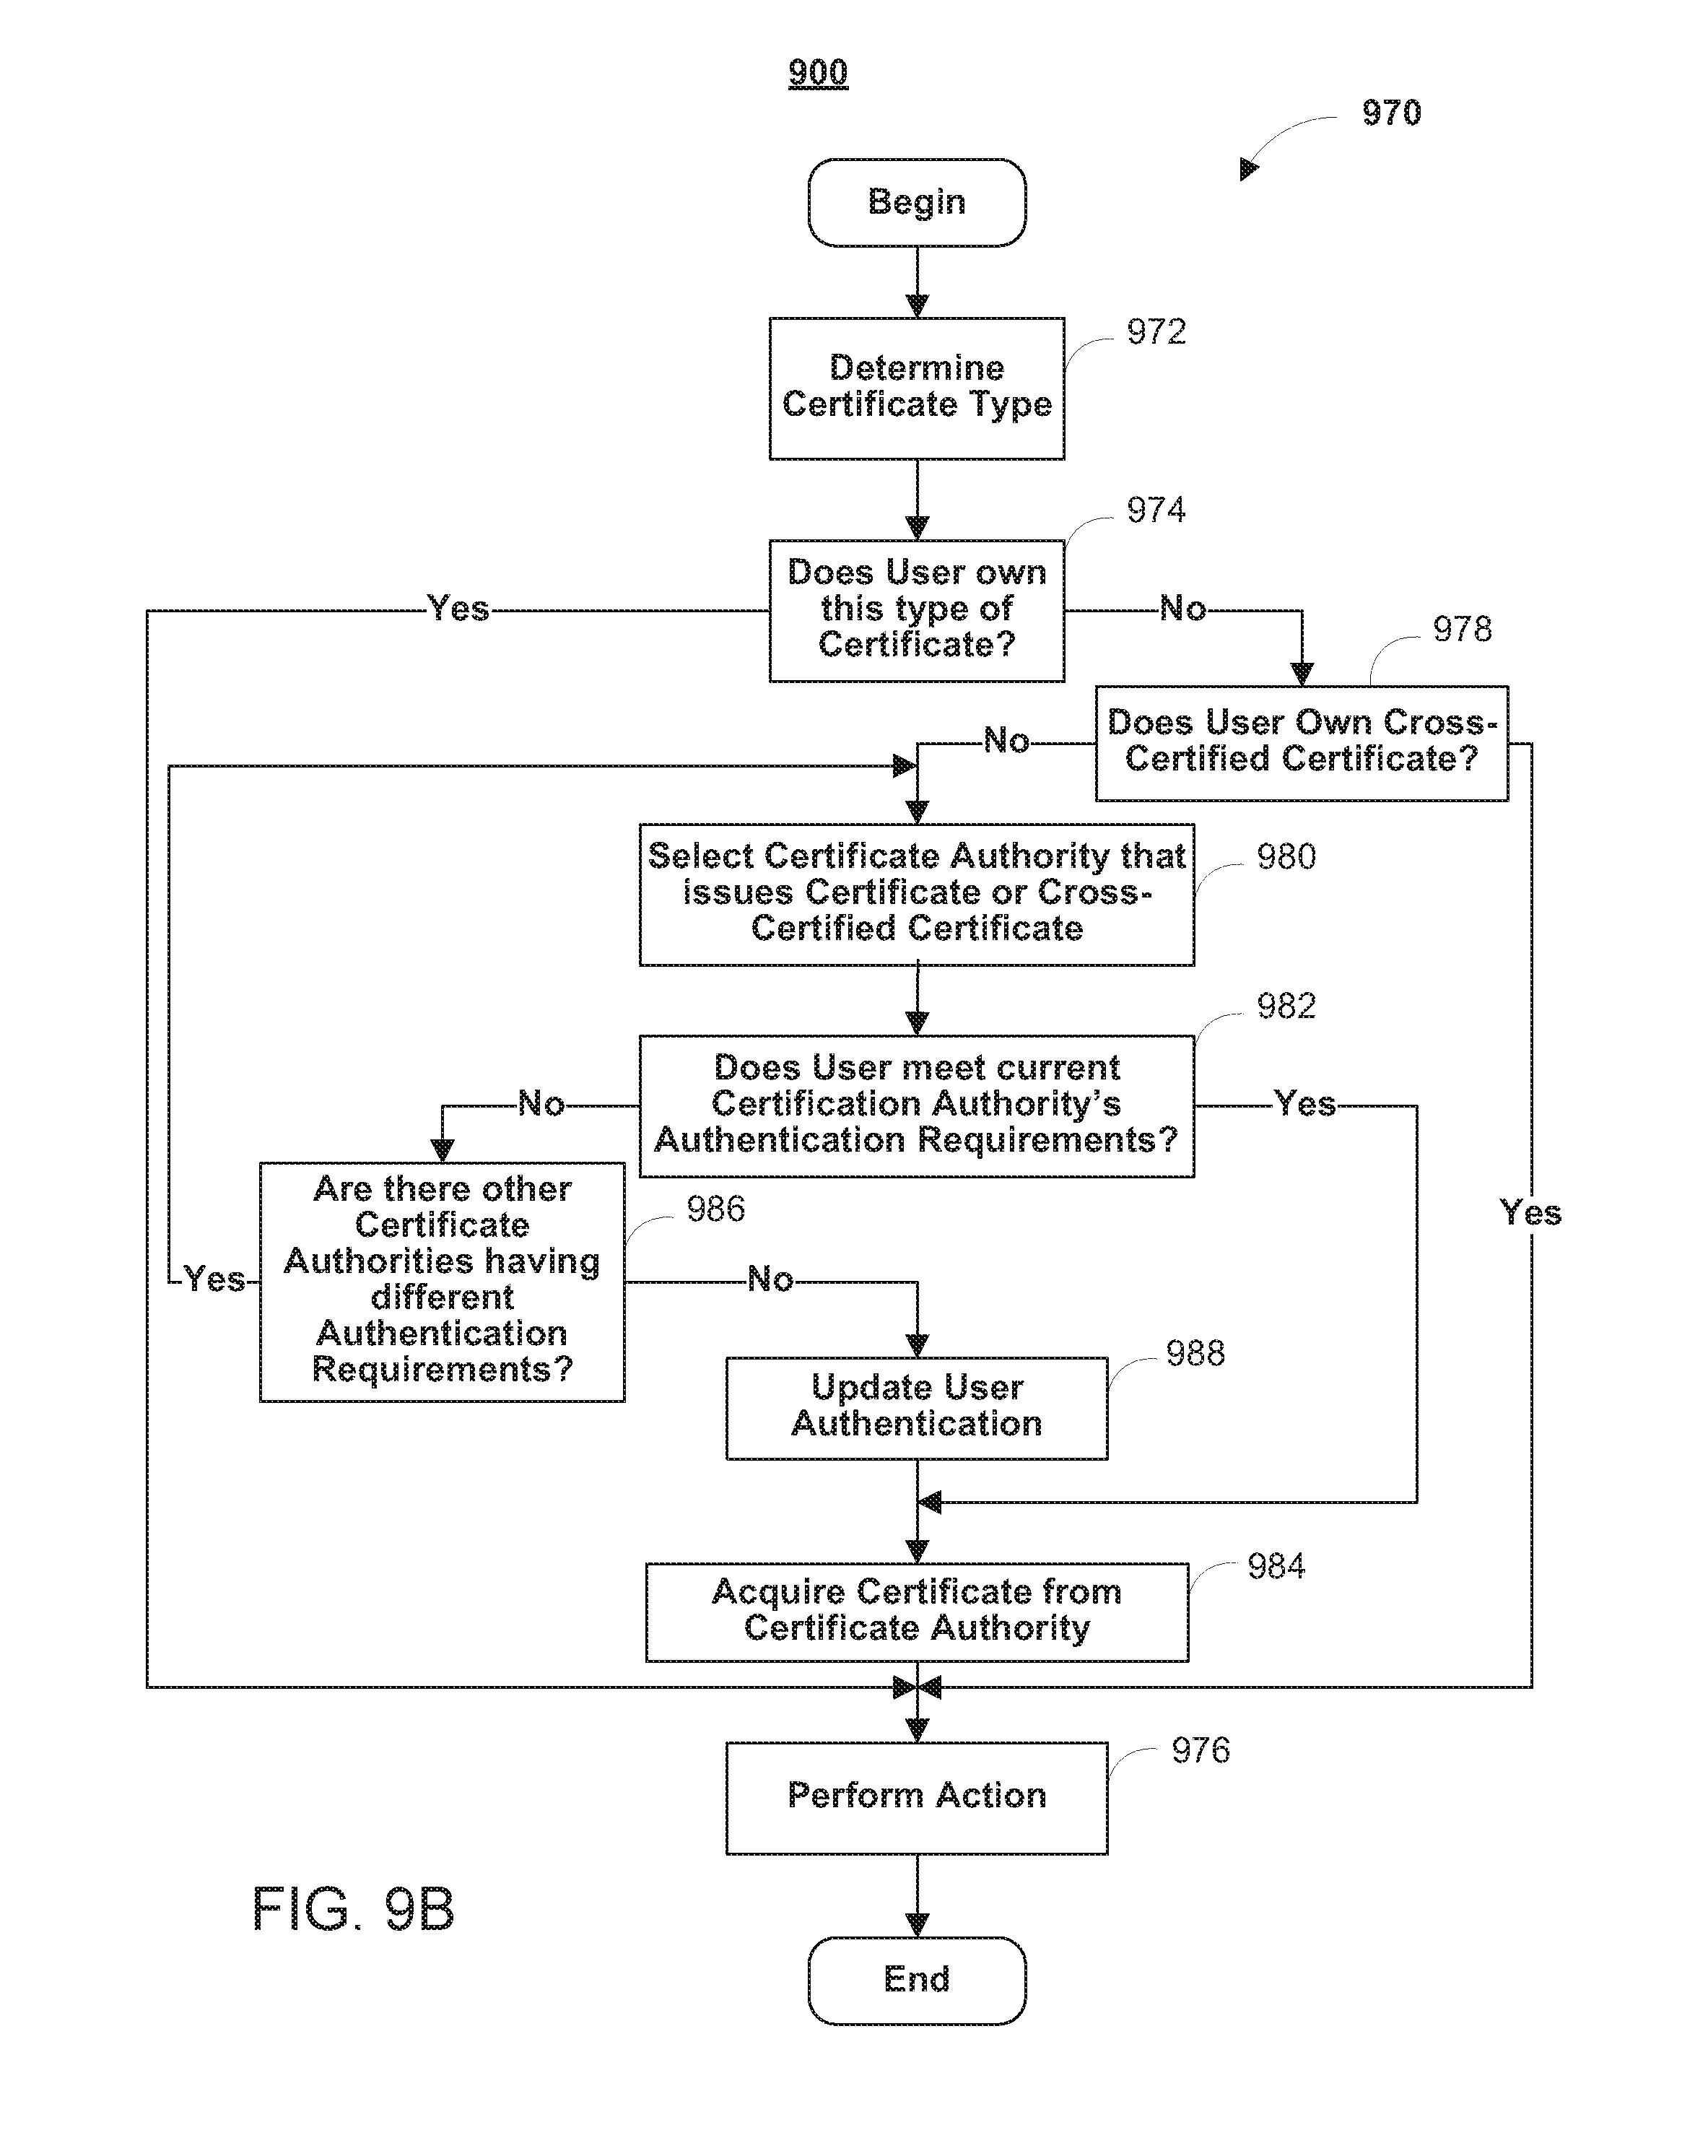 900
970
Begin
972
Determine
Certificate Type
974
Does User own
this type of
Certificate?
Yes
No
978
Does User Own Cross-
Certified Certificate?
No
Select Certificate Authority that
issues Certificate or Cross-
Certified Certificate
980
982
Does User meet current
Certification Authority's
Authentication Requirements?
No
Yes
Are there other
Certificate
Authorities having
different
Authentication
Requirements?
986
Yes
Yes
No
988
Update User
Authentication
984
Acquire Certificate from
Certificate Authority
976
Perform Action
FIG. 9B
End